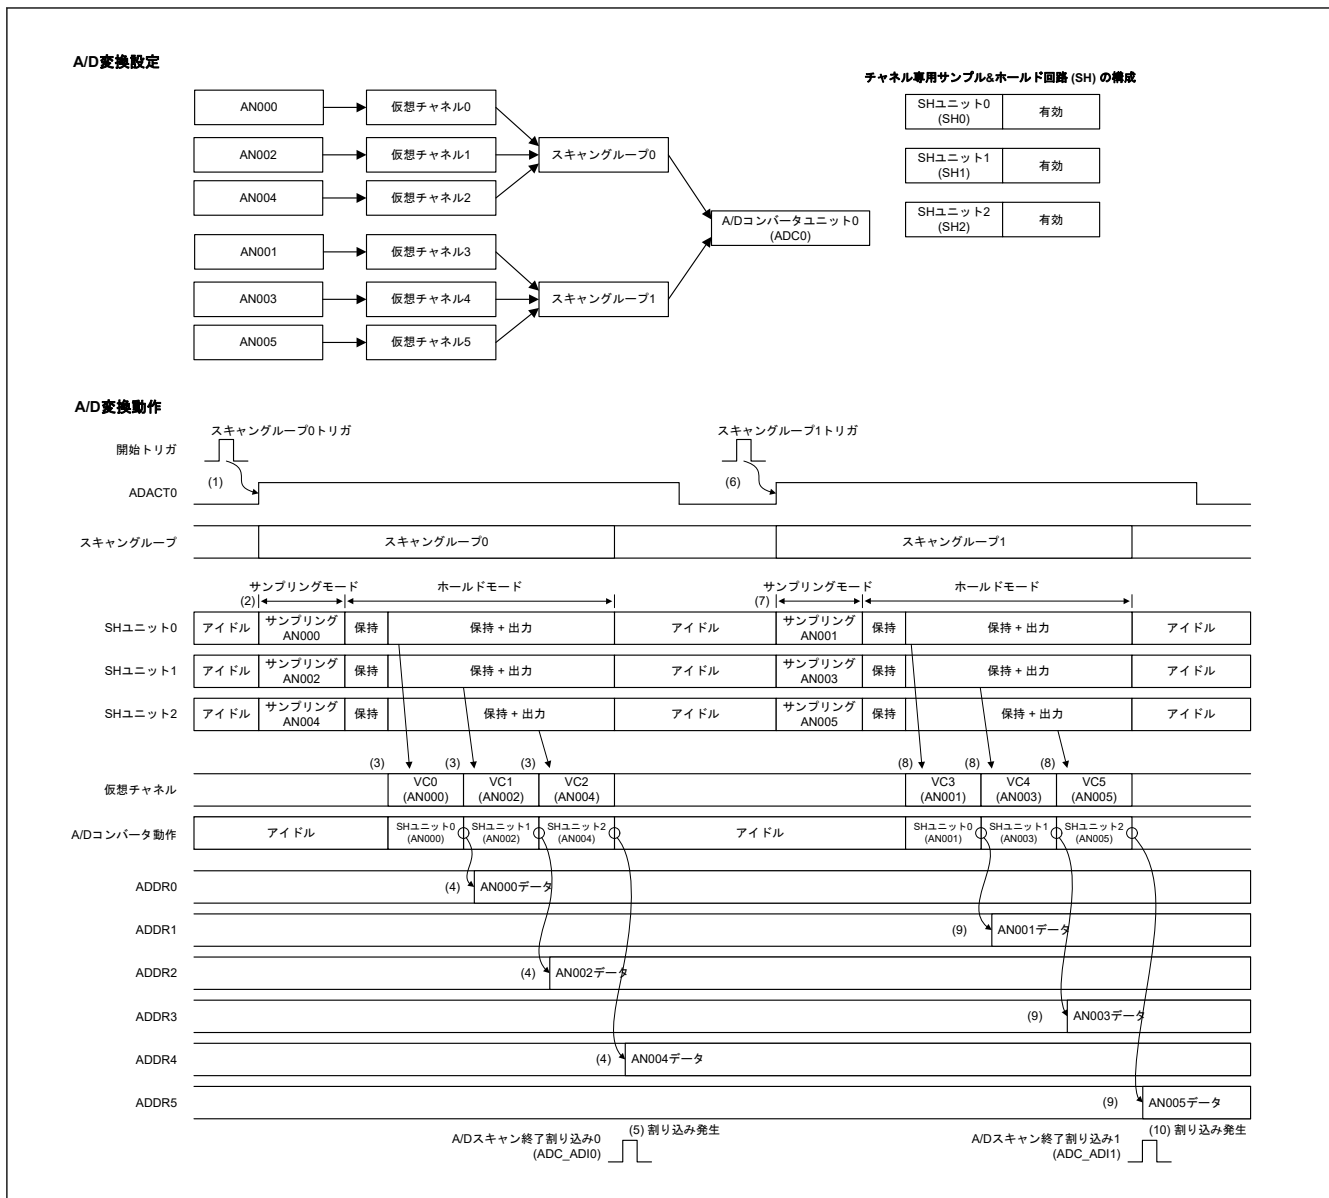 A/D変換設定
チャネル専用サンプル&ホールド回路 (SH) の構成
AN000
仮想チャネル0
AN002
仮想チャネル1
AN004
仮想チャネル2
スキャングループ0
AN001
仮想チャネル3
AN003
仮想チャネル4
AN005
仮想チャネル5
スキャングループ1
A/Dコンバータユニット0
(ADC0)
SHユニット0
(SH0)
有効
SHユニット1
(SH1)
有効
SHユニット2
(SH2)
有効
A/D変換動作
スキャングループ0トリガ
スキャングループ1トリガ
開始トリガ
(1)
(6)
ADACT0
スキャングループ
スキャングループ0
スキャングループ1
サンプリングモード
ホールドモード
サンプリングモード
ホールドモード
(2)
(7)
SHユニット0
アイドル
サンプリング
AN000
保持
保持 + 出力
アイドル
サンプリング
AN001
保持
保持 + 出力
アイドル
SHユニット1
アイドル
サンプリング
AN002
保持
保持 + 出力
アイドル
サンプリング
AN003
保持
保持 + 出力
アイドル
SHユニット2
アイドル
サンプリング
AN004
保持
保持 + 出力
アイドル
サンプリング
AN005
保持
保持 + 出力
アイドル
(3)
(3)
(3)
(8)
(8)
(8)
仮想チャネル
VC0
(AN000)
VC1
(AN002)
VC2
(AN004)
VC3
(AN001)
VC4
(AN003)
VC5
(AN005)
A/Dコンバータ動作
アイドル
SHユニット0
(AN000)
SHユニット1
(AN002)
SHユニット2
(AN004)
アイドル
SHユニット0
(AN001)
SHユニット1
(AN003)
SHユニット2
(AN005)
ADDR0
(4)
AN000データ
ADDR1
(9)
AN001データ
ADDR2
(4)
AN002データ
ADDR3
(9)
AN003データ
ADDR4
(4)
AN004データ
ADDR5
(9)
AN005データ
A/Dスキャン終了割り込み0
(ADC_ADI0)
(5) 割り込み発生
A/Dスキャン終了割り込み1
(ADC_ADI1)
(10) 割り込み発生